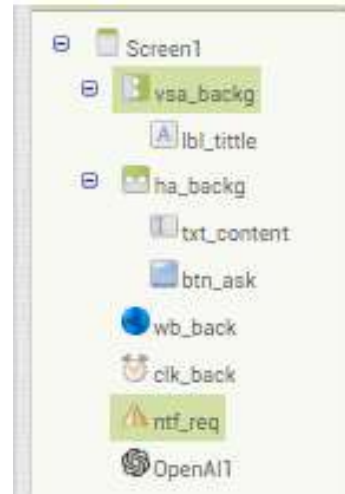 Screen1
vsa_backg
A lbl_tittle
ha_backg
txt_content
btn_ask
wb_back
clk_back
ntf_req
OpenAI1